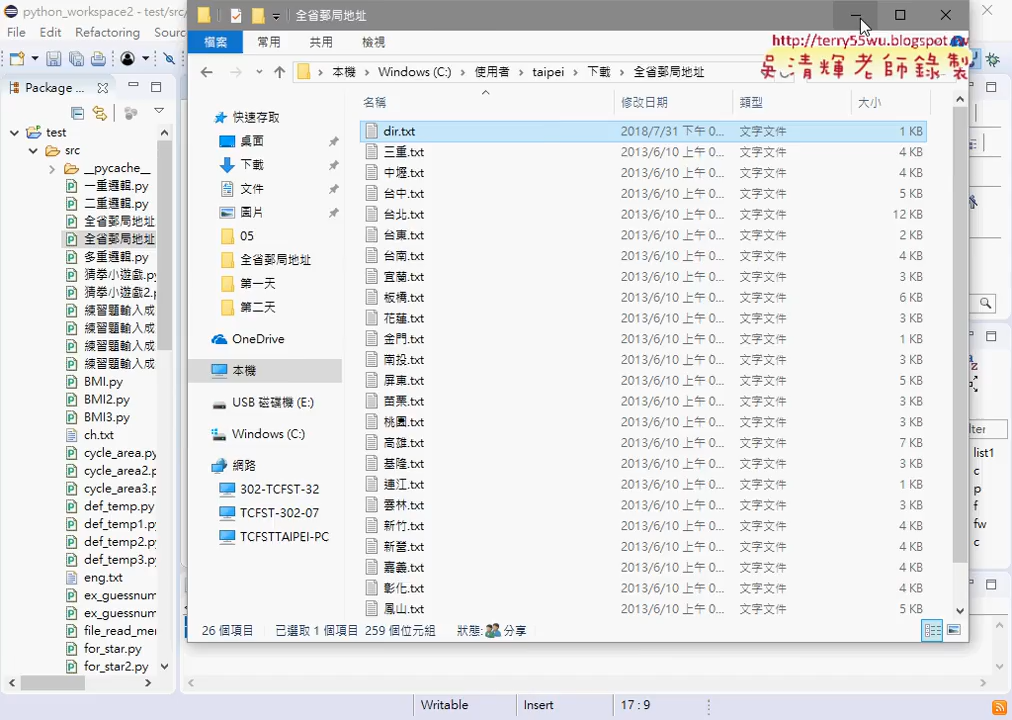 python_workspace2 - test/src/
全省郵局地址
File Edit Refactoring Sourc
檔案 常用 共用 檢視
http://terry55wu.blogspot.tw
吳清輝老師錄製
本機 Windows (C:) 使用者 taipei 下載 全省郵局地址
Package ...
名稱 修改日期 類型 大小
快速存取
桌面
下載
文件
圖片
05
全省郵局地址
第一天
第二天
OneDrive
本機
USB 磁碟機 (E:)
Windows (C:)
網路
302-TCFST-32
TCFST-302-07
TCFSTTAIPEI-PC
dir.txt 2018/7/31 下午 0... 文字文件 1 KB
三重.txt 2013/6/10 上午 0... 文字文件 4 KB
中壢.txt 2013/6/10 上午 0... 文字文件 4 KB
台中.txt 2013/6/10 上午 0... 文字文件 5 KB
台北.txt 2013/6/10 上午 0... 文字文件 12 KB
台東.txt 2013/6/10 上午 0... 文字文件 2 KB
台南.txt 2013/6/10 上午 0... 文字文件 4 KB
宜蘭.txt 2013/6/10 上午 0... 文字文件 3 KB
板橋.txt 2013/6/10 上午 0... 文字文件 6 KB
花蓮.txt 2013/6/10 上午 0... 文字文件 3 KB
金門.txt 2013/6/10 上午 0... 文字文件 1 KB
南投.txt 2013/6/10 上午 0... 文字文件 3 KB
屏東.txt 2013/6/10 上午 0... 文字文件 5 KB
苗栗.txt 2013/6/10 上午 0... 文字文件 3 KB
桃園.txt 2013/6/10 上午 0... 文字文件 3 KB
高雄.txt 2013/6/10 上午 0... 文字文件 7 KB
基隆.txt 2013/6/10 上午 0... 文字文件 3 KB
連江.txt 2013/6/10 上午 0... 文字文件 1 KB
雲林.txt 2013/6/10 上午 0... 文字文件 3 KB
新竹.txt 2013/6/10 上午 0... 文字文件 4 KB
新營.txt 2013/6/10 上午 0... 文字文件 4 KB
嘉義.txt 2013/6/10 上午 0... 文字文件 4 KB
彰化.txt 2013/6/10 上午 0... 文字文件 4 KB
鳳山.txt 2013/6/10 上午 0... 文字文件 5 KB
26 個項目 已選取 1 個項目 259 個位元組 狀態: 分享
test
src
__pycache__
一重邏輯.py
二重邏輯.py
全省郵局地址
全省郵局地址
多重邏輯.py
猜拳小遊戲.py
猜拳小遊戲2.p
練習題輸入成
練習題輸入成
練習題輸入成
練習題輸入成
BMI.py
BMI2.py
BMI3.py
ch.txt
cycle_area.py
cycle_area2.p
cycle_area3.p
def_temp.py
def_temp1.py
def_temp2.py
def_temp3.py
eng.txt
ex_guessnum
ex_guessnum
file_read_mem
for_star.py
for_star2.py
lter
list1
c
p
f
fw
c
Writable Insert 17 : 9